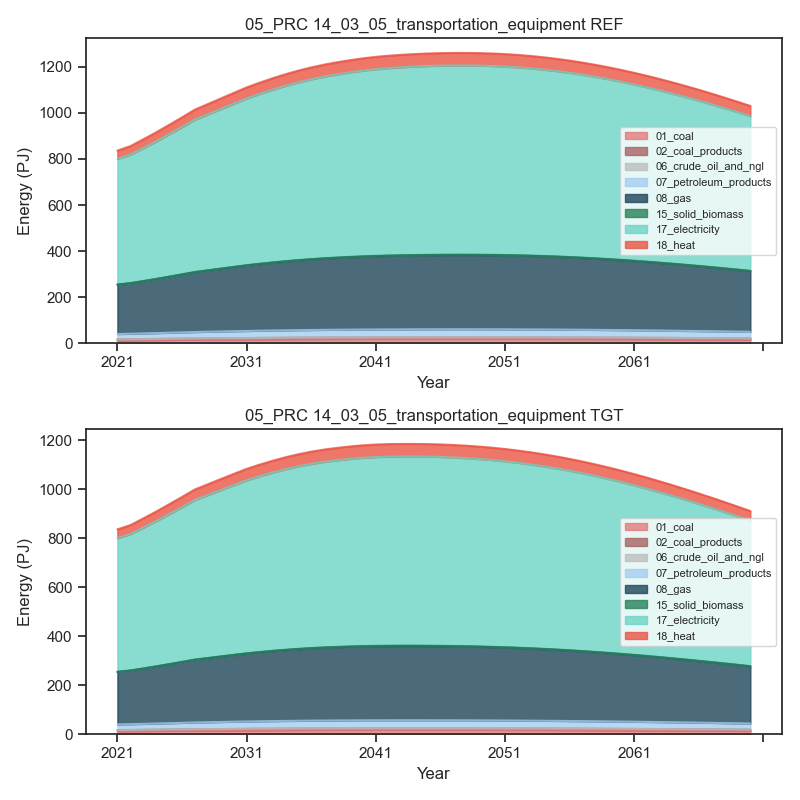 05_PRC 14_03_05_transportation_equipment REF
1200
1000
800
600
400
200
0
Energy (PJ)
01_coal
02_coal_products
06_crude_oil_and_ngl
07_petroleum_products
08_gas
15_solid_biomass
17_electricity
18_heat
2021 2031 2041 2051 2061
Year
05_PRC 14_03_05_transportation_equipment TGT
1200
1000
800
600
400
200
0
Energy (PJ)
01_coal
02_coal_products
06_crude_oil_and_ngl
07_petroleum_products
08_gas
15_solid_biomass
17_electricity
18_heat
2021 2031 2041 2051 2061
Year